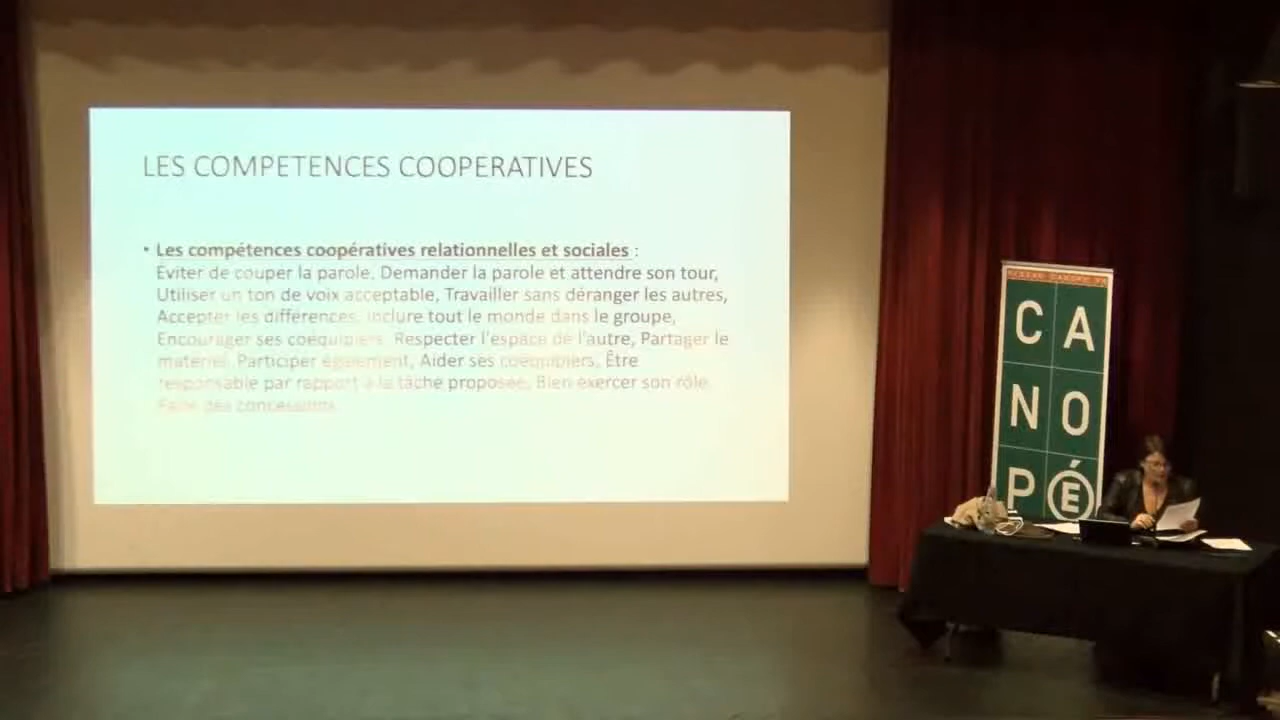 LES COMPETENCES COOPERATIVES
• Les compétences coopératives relationnelles et sociales :
Éviter de couper la parole, Demander la parole et attendre son tour,
Utiliser un ton de voix acceptable, Travailler sans déranger les autres,
Accepter les différences, Inclure tout le monde dans le groupe,
Encourager ses coéquipiers, Respecter l'espace de l'autre, Partager le
matériel, Participer également, Aider ses coéquipiers, Être
responsable par rapport à la tâche proposée, Bien exercer son rôle
Faire des concessions
RÉSEAU CANOPÉ
C A
N O
P É